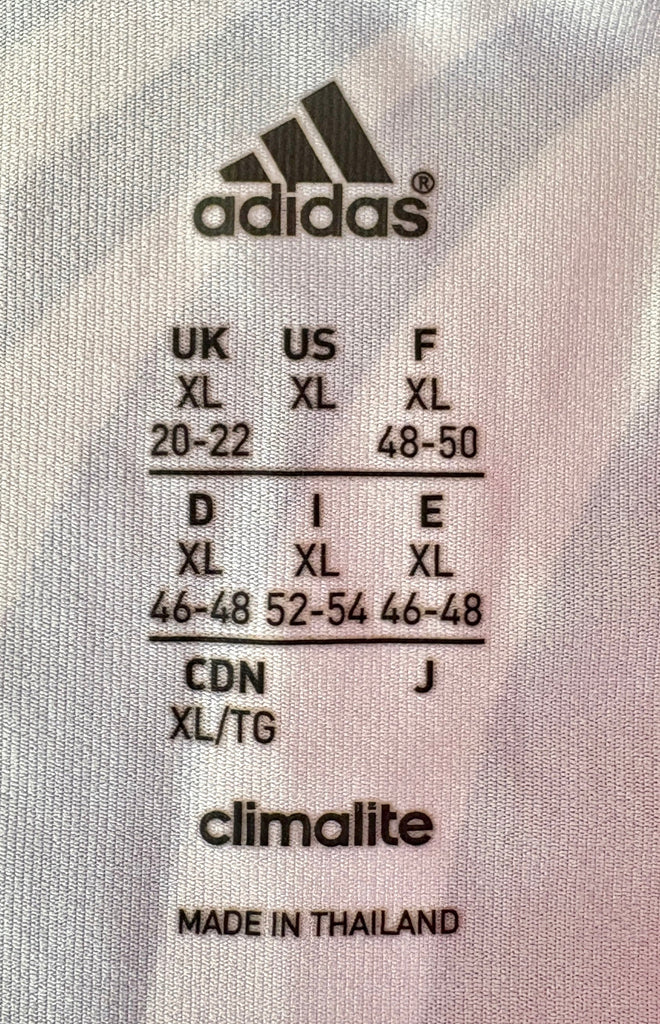 adidas®
UK US F
XL XL XL
20-22 48-50
D I E
XL XL XL
46-48 52-54 46-48
CDN J
XL/TG
climalite
MADE IN THAILAND